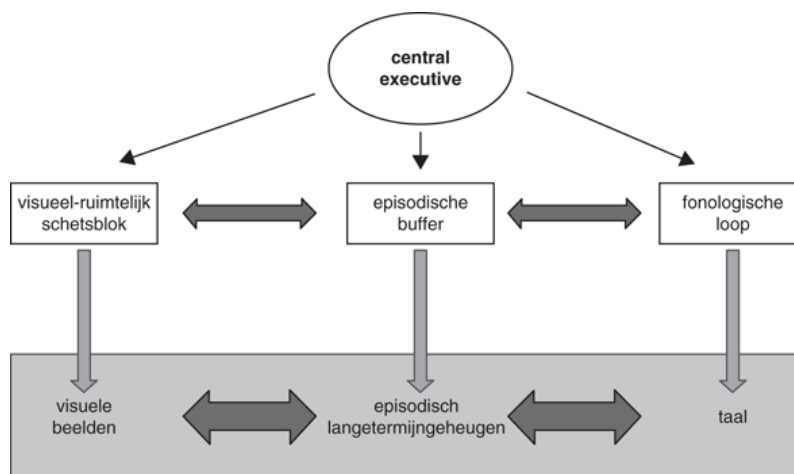 central
executive
visueel-ruimtelijk
schetsblok
episodische
buffer
fonologische
loop
visuele
beelden
episodisch
langetermijngeheugen
taal